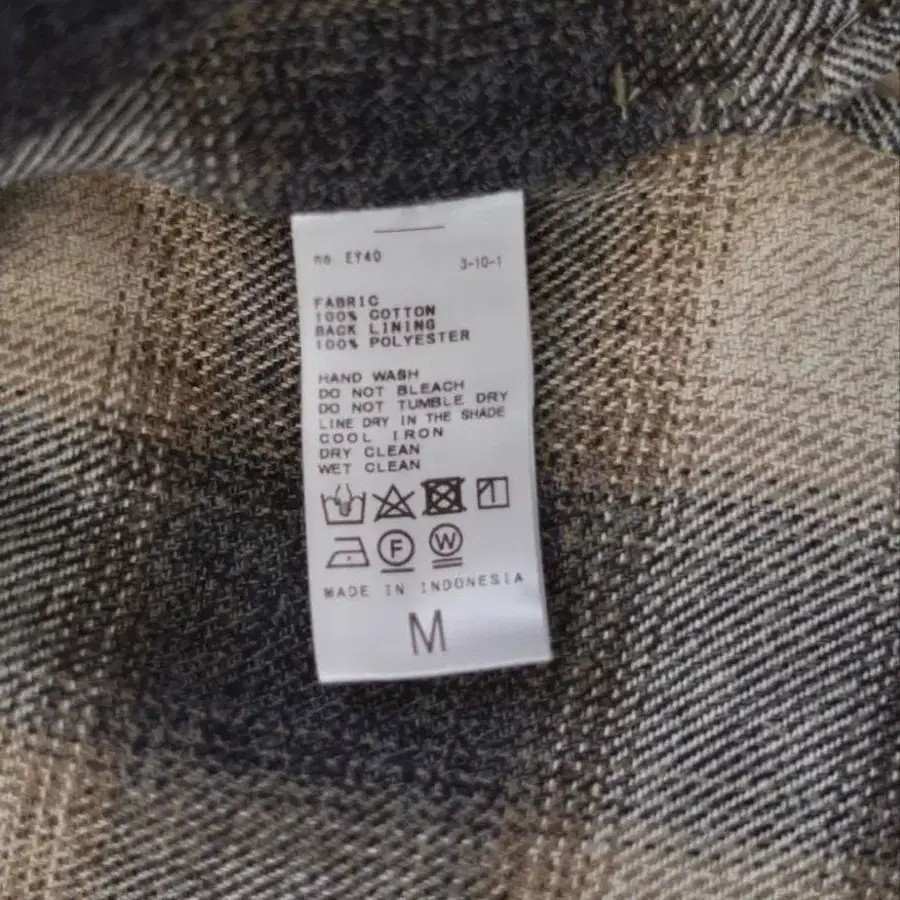 no. EY40
3-10-1
FABRIC
100% COTTON
BACK LINING
100% POLYESTER
HAND WASH
DO NOT BLEACH
DO NOT TUMBLE DRY
LINE DRY IN THE SHADE
COOL IRON
DRY CLEAN
WET CLEAN
F W
MADE IN INDONESIA
M